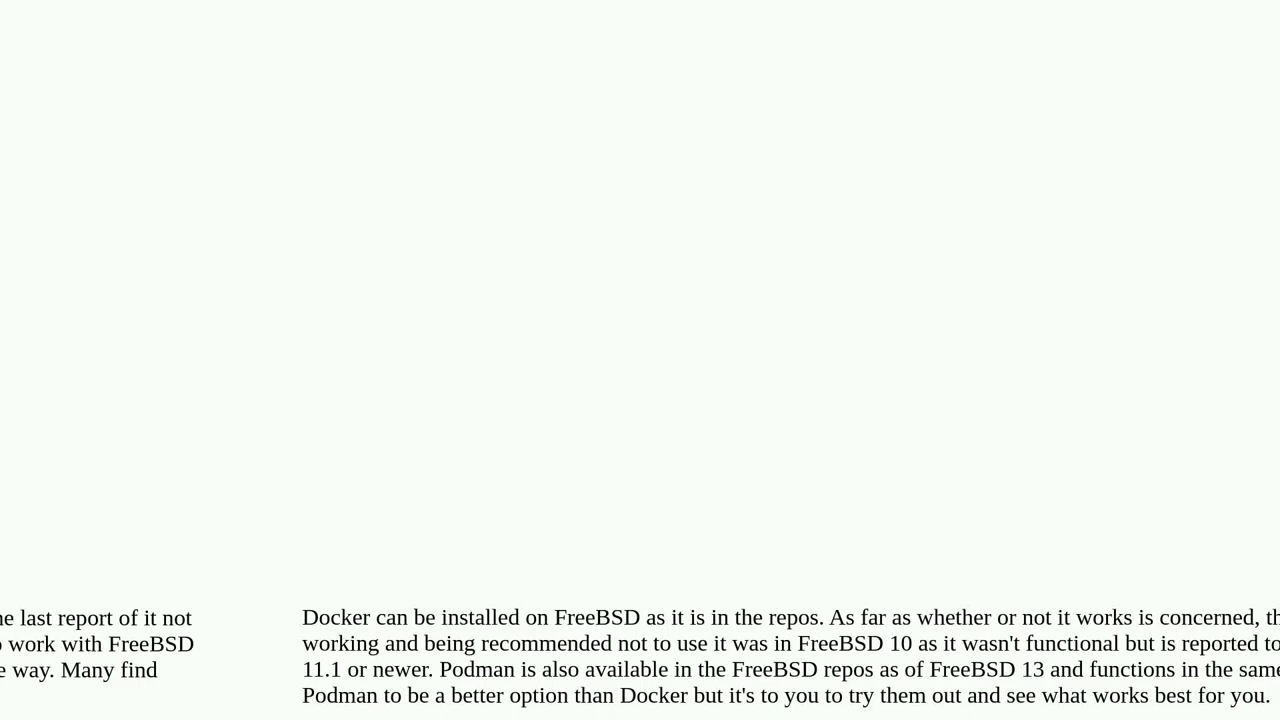 last report of it not
work with FreeBSD
way. Many find
Docker can be installed on FreeBSD as it is in the repos. As far as whether or not it works is concerned,
working and being recommended not to use it was in FreeBSD 10 as it wasn't functional but is reported to
11.1 or newer. Podman is also available in the FreeBSD repos as of FreeBSD 13 and functions in the same
Podman to be a better option than Docker but it's to you to try them out and see what works best for you.